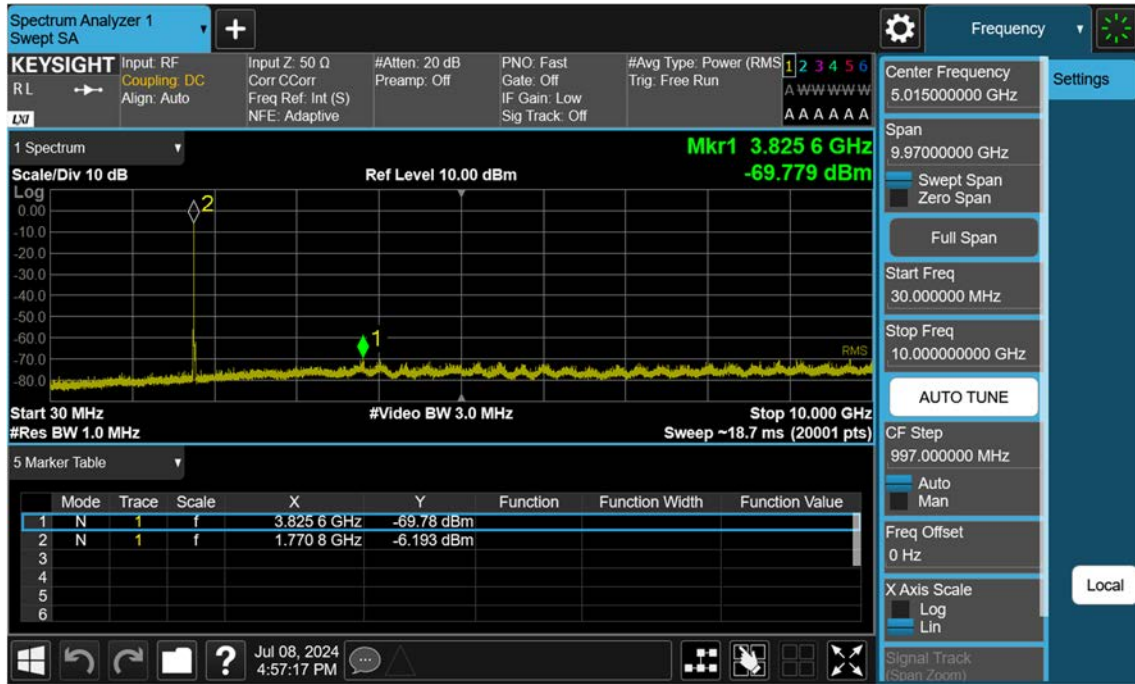 Spectrum Analyzer 1
Swept SA
+
Frequency
KEYSIGHT
R L
LXI
Input: RF
Coupling: DC
Align: Auto
Input Z: 50 Ω
Corr CCorr
Freq Ref: Int (S)
NFE: Adaptive
#Atten: 20 dB
Preamp: Off
PNO: Fast
Gate: Off
IF Gain: Low
Sig Track: Off
#Avg Type: Power (RMS
Trig: Free Run
1 2 3 4 5 6
A W W W W W
A A A A A A
1 Spectrum
Scale/Div 10 dB
Ref Level 10.00 dBm
Mkr1 3.825 6 GHz
-69.779 dBm
Log
0.00
-10.0
-20.0
-30.0
-40.0
-50.0
-60.0
-70.0
-80.0
2
1
RMS
Start 30 MHz
#Video BW 3.0 MHz
Stop 10.000 GHz
#Res BW 1.0 MHz
Sweep ~18.7 ms (20001 pts)
5 Marker Table
Mode Trace Scale X Y Function Function Width Function Value
1 N 1 f 3.825 6 GHz -69.78 dBm
2 N 1 f 1.770 8 GHz -6.193 dBm
3
4
5
6
?
Jul 08, 2024
4:57:17 PM
Center Frequency
5.015000000 GHz
Settings
Span
9.97000000 GHz
Swept Span
Zero Span
Full Span
Start Freq
30.000000 MHz
Stop Freq
10.000000000 GHz
AUTO TUNE
CF Step
997.000000 MHz
Auto
Man
Freq Offset
0 Hz
X Axis Scale
Log
Lin
Local
Signal Track
(Span Zoom)